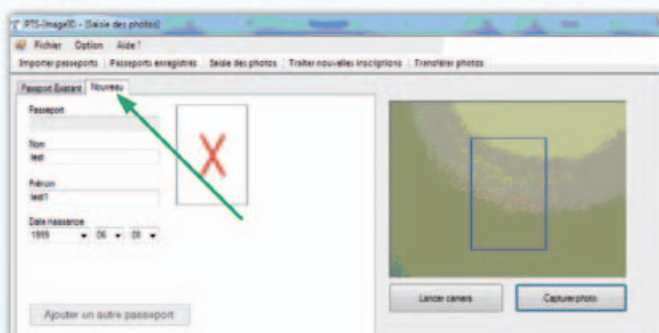 IPTS-ImageIC - [Saisie des photos]
Fichier Option Aide !
Importer passeports Passeports enregistrés Saisie des photos Traiter nouvelles inscriptions Transférer photos
Passeport Existant Nouveau
Passeport
Nom
test
Prénom
test1
Date naissance
1999 06 08
Lancer camera Capturer photo
Ajouter un autre passeport